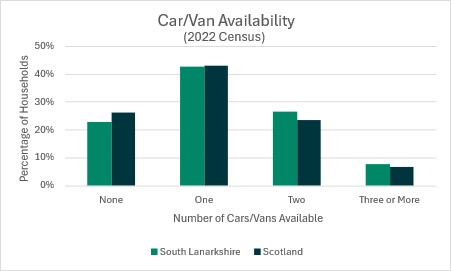 Car/Van Availability
(2022 Census)
Percentage of Households
50%
40%
30%
20%
10%
0%
None One Two Three or More
Number of Cars/Vans Available
South Lanarkshire Scotland